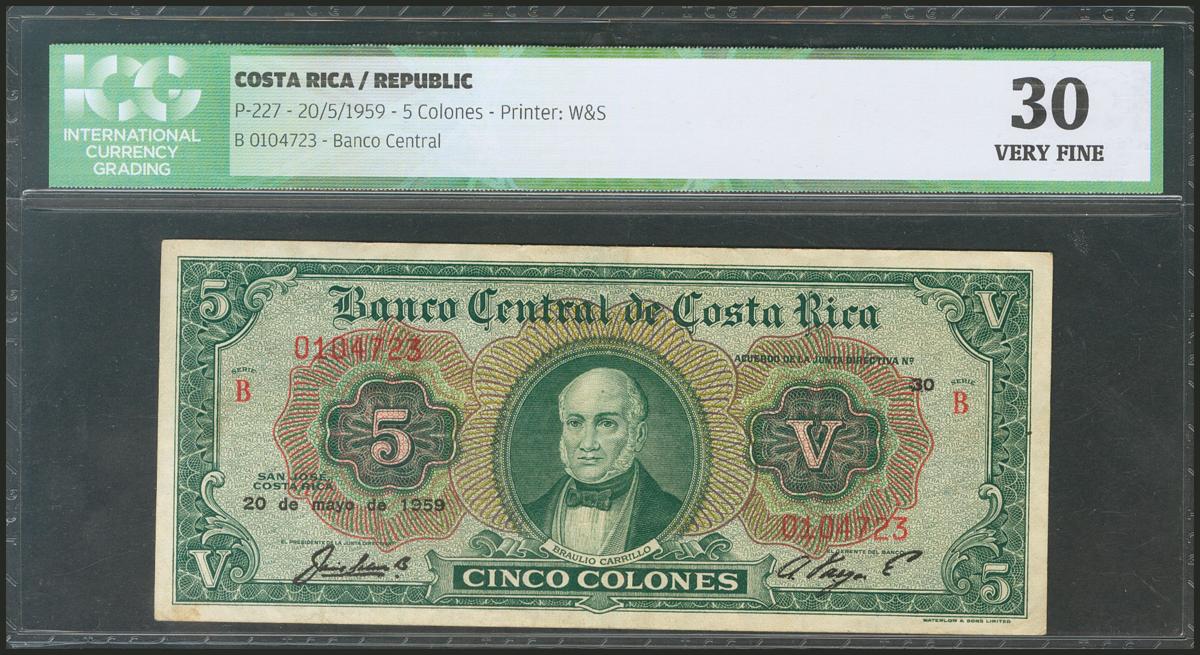 ICG
INTERNATIONAL
CURRENCY
GRADING
COSTA RICA / REPUBLIC
P-227 - 20/5/1959 - 5 Colones - Printer: W&S
B 0104723 - Banco Central
30
VERY FINE
5
V
Banco Central de Costa Rica
0104723
ACUERDO DE LA JUNTA DIRECTIVA Nº
30
SERIE
B
SERIE
B
5
V
SAN JOSE,
COSTA RICA
20 de mayo de 1959
0104723
EL PRESIDENTE DE LA JUNTA DIRECTIVA
EL GERENTE DEL BANCO
BRAULIO CARRILLO
V
CINCO COLONES
5
WATERLOW & SONS LIMITED